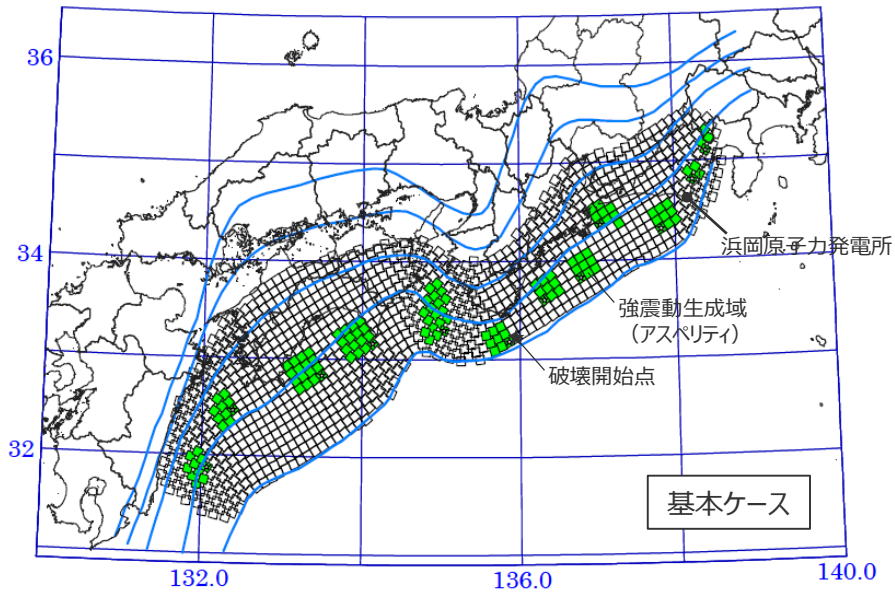 36
34
浜岡原子力発電所
強震動生成域
（アスペリティ）
破壊開始点
32
基本ケース
132.0
136.0
140.0